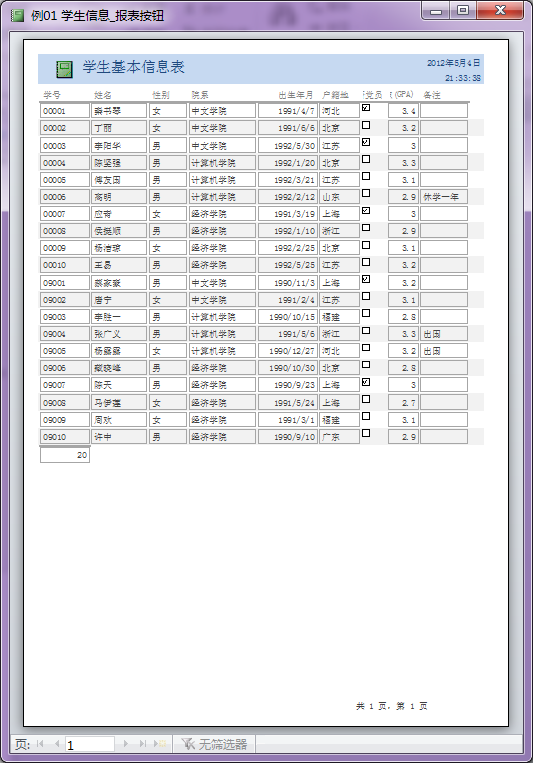 例01 学生信息_报表按钮
学生基本信息表
2012年5月4日
21:33:38
学号 姓名 性别 院系 出生年月 户籍地 党员 (GPA) 备注
00001 秦书琴 女 中文学院 1991/4/7 河北 3.4
00002 丁丽 女 中文学院 1991/6/6 北京 3.2
00003 李阳华 男 中文学院 1992/5/30 江苏 3
00004 陈坚强 男 计算机学院 1992/1/20 北京 3.3
00005 傅友因 男 计算机学院 1992/3/21 江苏 3.1
00006 高明 男 计算机学院 1992/2/12 山东 2.9 休学一年
00007 应奇 女 经济学院 1991/3/19 上海 3
00008 侯挺顺 男 经济学院 1992/1/10 浙江 2.9
00009 杨洁琼 女 经济学院 1992/2/25 北京 3.1
00010 王易 男 经济学院 1992/5/25 江苏 3.2
09001 蔡家骏 男 中文学院 1990/11/3 上海 3.2
09002 唐宁 女 中文学院 1991/2/4 江苏 3.1
09003 李胜一 男 计算机学院 1990/10/15 福建 2.8
09004 张广义 男 计算机学院 1991/5/6 浙江 3.3 出国
09005 杨露露 女 计算机学院 1990/12/27 河北 3.2 出国
09006 戴晓峰 男 经济学院 1990/10/30 北京 2.8
09007 陈天 男 经济学院 1990/9/23 上海 3
09008 马伊莲 女 经济学院 1991/5/24 上海 2.7
09009 周欢 女 经济学院 1991/3/1 福建 3.1
09010 许中 男 经济学院 1990/9/10 广东 2.9
20
共 1 页，第 1 页
页: 1 无筛选器